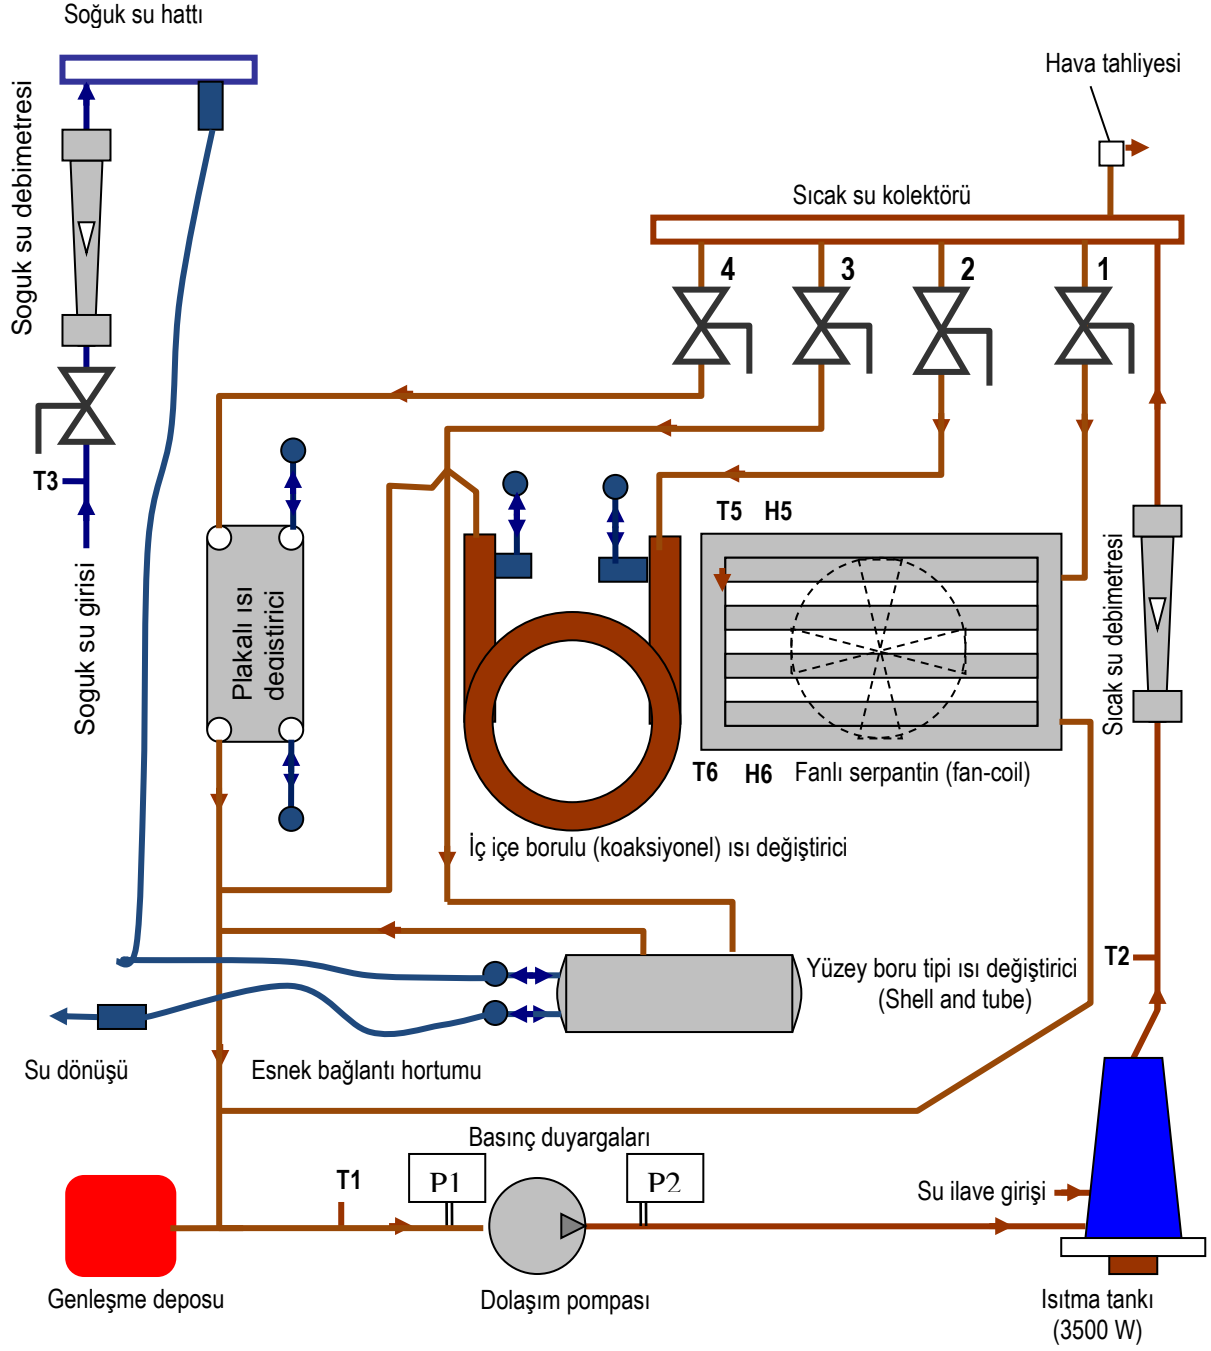 Soğuk su hattı
Hava tahliyesi
Soguk su debimetresi
Sıcak su kolektörü
4
3
2
1
T3
T5 H5
Soguk su girisi
Plakalı ısı
degistirici
Sıcak su debimetresi
T6 H6 Fanlı serpantin (fan-coil)
İç içe borulu (koaksiyonel) ısı değiştirici
T2
Yüzey boru tipi ısı değiştirici
(Shell and tube)
Su dönüşü
Esnek bağlantı hortumu
Basınç duyargaları
T1
P1
P2
Su ilave girişi
Genleşme deposu
Dolaşım pompası
Isıtma tankı
(3500 W)